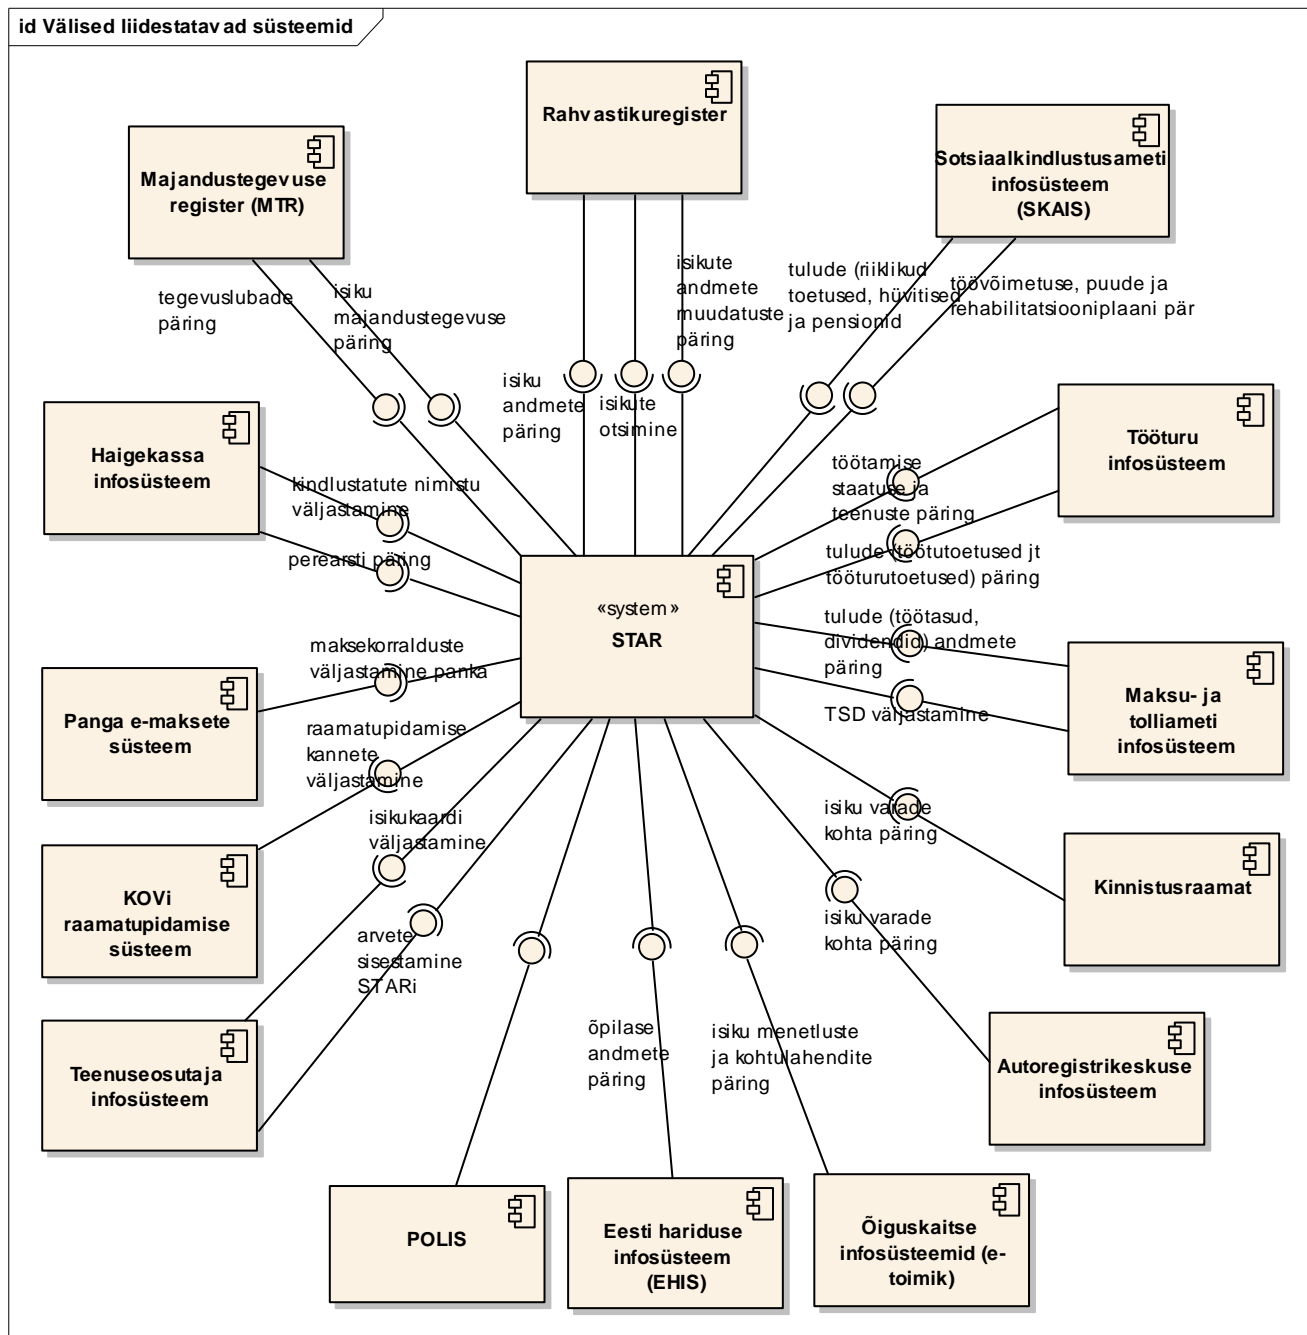 id Välised liidestatavad süsteemid
Rahvastikuregister
Majandustegevuse
register (MTR)
Sotsiaalkindlustusameti
infosüsteem
(SKAIS)
tegevuslubade
päring
isiku
majandustegevuse
päring
isiku
andmete
päring
isikute
otsimine
isikute
andmete
muudatuste
päring
tulude (riiklikud
toetused, hüvitised
ja pensionid
töövõimetuse, puude ja
rehabilitatsiooniplaani pär
Haigekassa
infosüsteem
Tööturu
infosüsteem
kindlustatute nimistu
väljastamine
perearsti päring
töötamise
staatuse ja
teenuste päring
tulude (töötutoetused jt
tööturutoetused) päring
«system»
STAR
maksekorralduste
väljastamine panka
tulude (töötasud,
dividendid) andmete
päring
TSD väljastamine
Panga e-maksete
süsteem
Maksu- ja
tolliameti
infosüsteem
raamatupidamise
kannete
väljastamine
isikukaardi
väljastamine
isiku varade
kohta päring
KOVi
raamatupidamise
süsteem
Kinnistusraamat
arvete
sisestamine
STARi
isiku varade
kohta päring
Teenuseosutaja
infosüsteem
õpilase
andmete
päring
isiku menetluste
ja kohtulahendite
päring
Autoregistrikeskuse
infosüsteem
POLIS
Eesti hariduse
infosüsteem
(EHIS)
Õiguskaitse
infosüsteemid (e-
toimik)